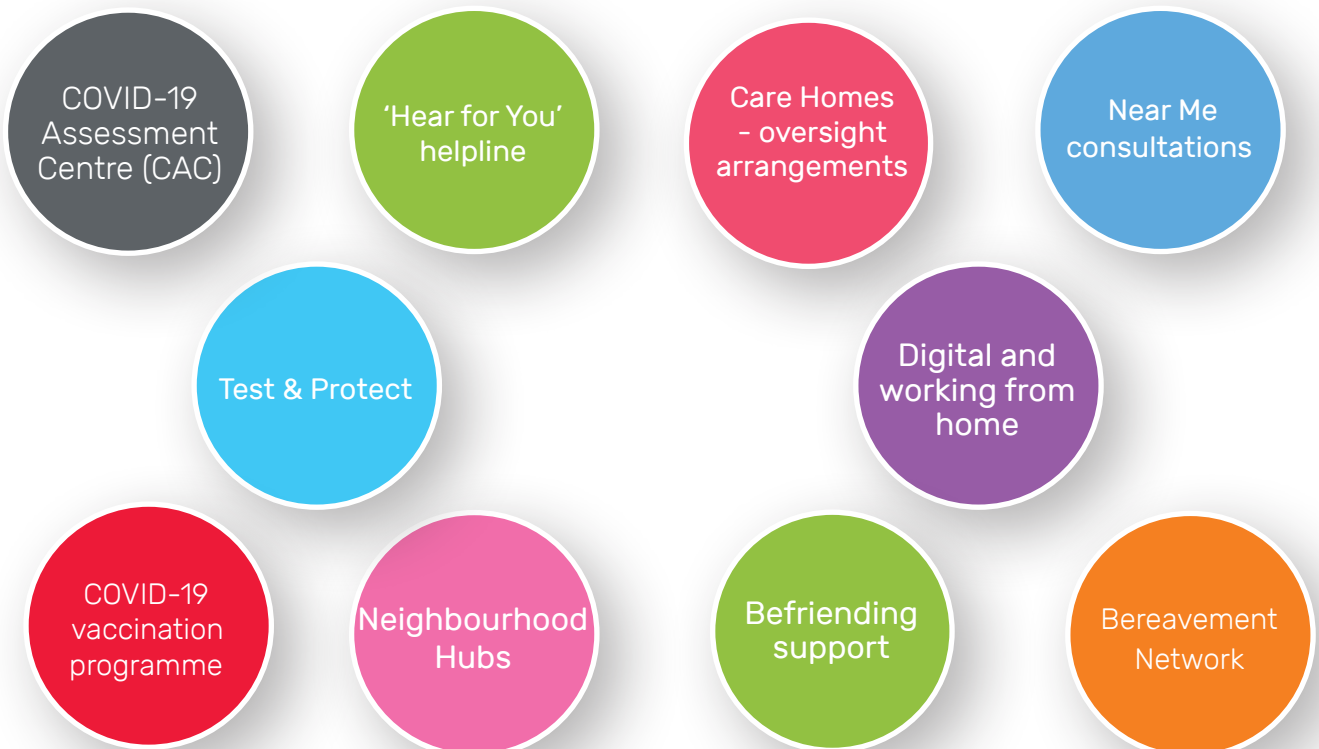 COVID-19
Assessment
Centre (CAC)
‘Hear for You’
helpline
Care Homes
- oversight
arrangements
Near Me
consultations
Test & Protect
Digital and
working from
home
COVID-19
vaccination
programme
Neighbourhood
Hubs
Befriending
support
Bereavement
Network